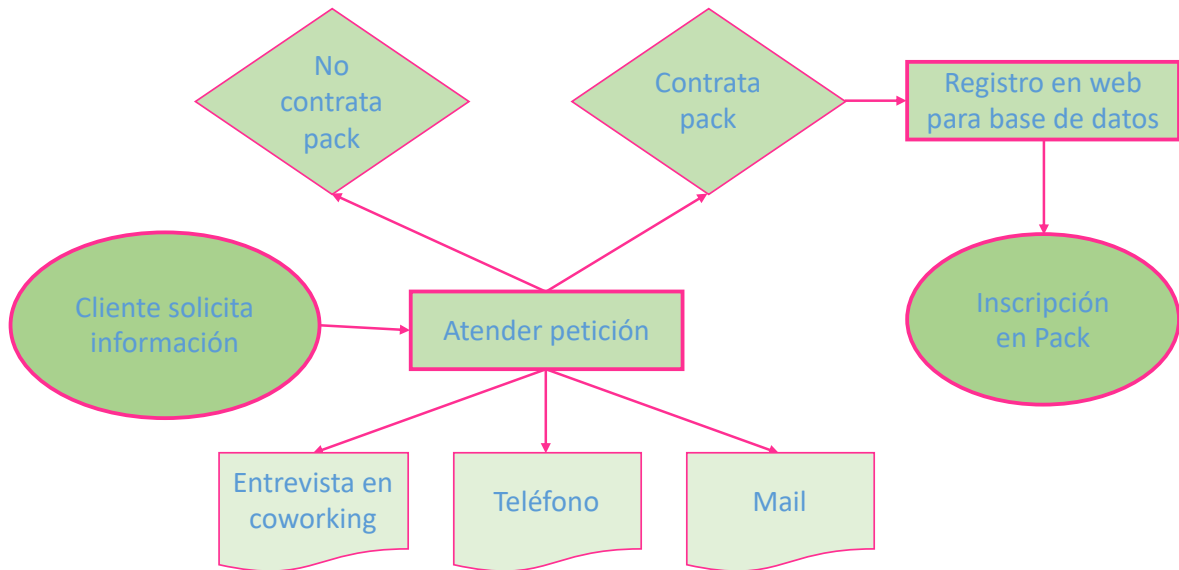 No
contrata
pack
Contrata
pack
Registro en web
para base de datos
Cliente solicita
información
Atender petición
Inscripción
en Pack
Entrevista en
coworking
Teléfono
Mail